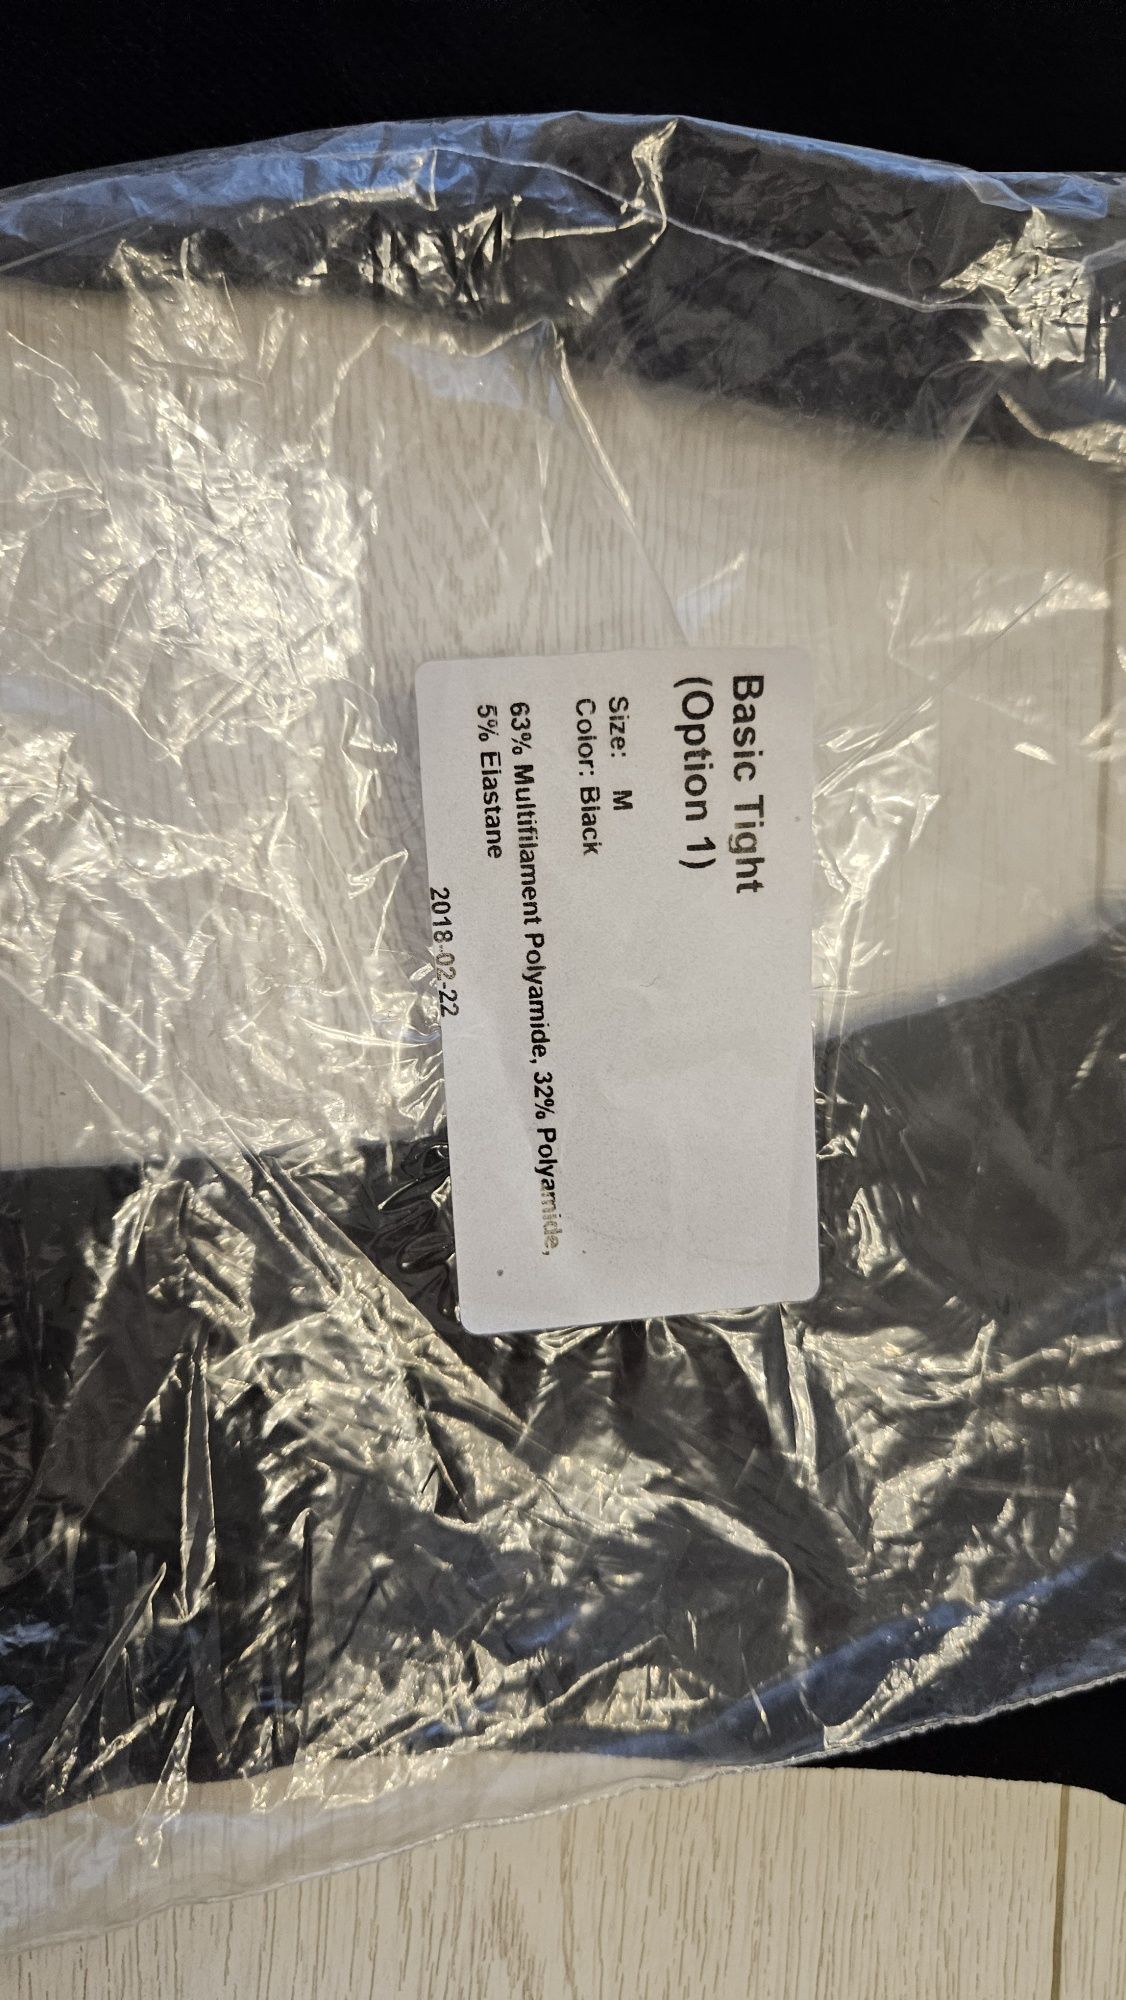 Basic Tight
(Option 1)
Size: M
Color: Black
63% Multifilament Polyamide, 32% Polyamide,
5% Elastane
2018-02-22